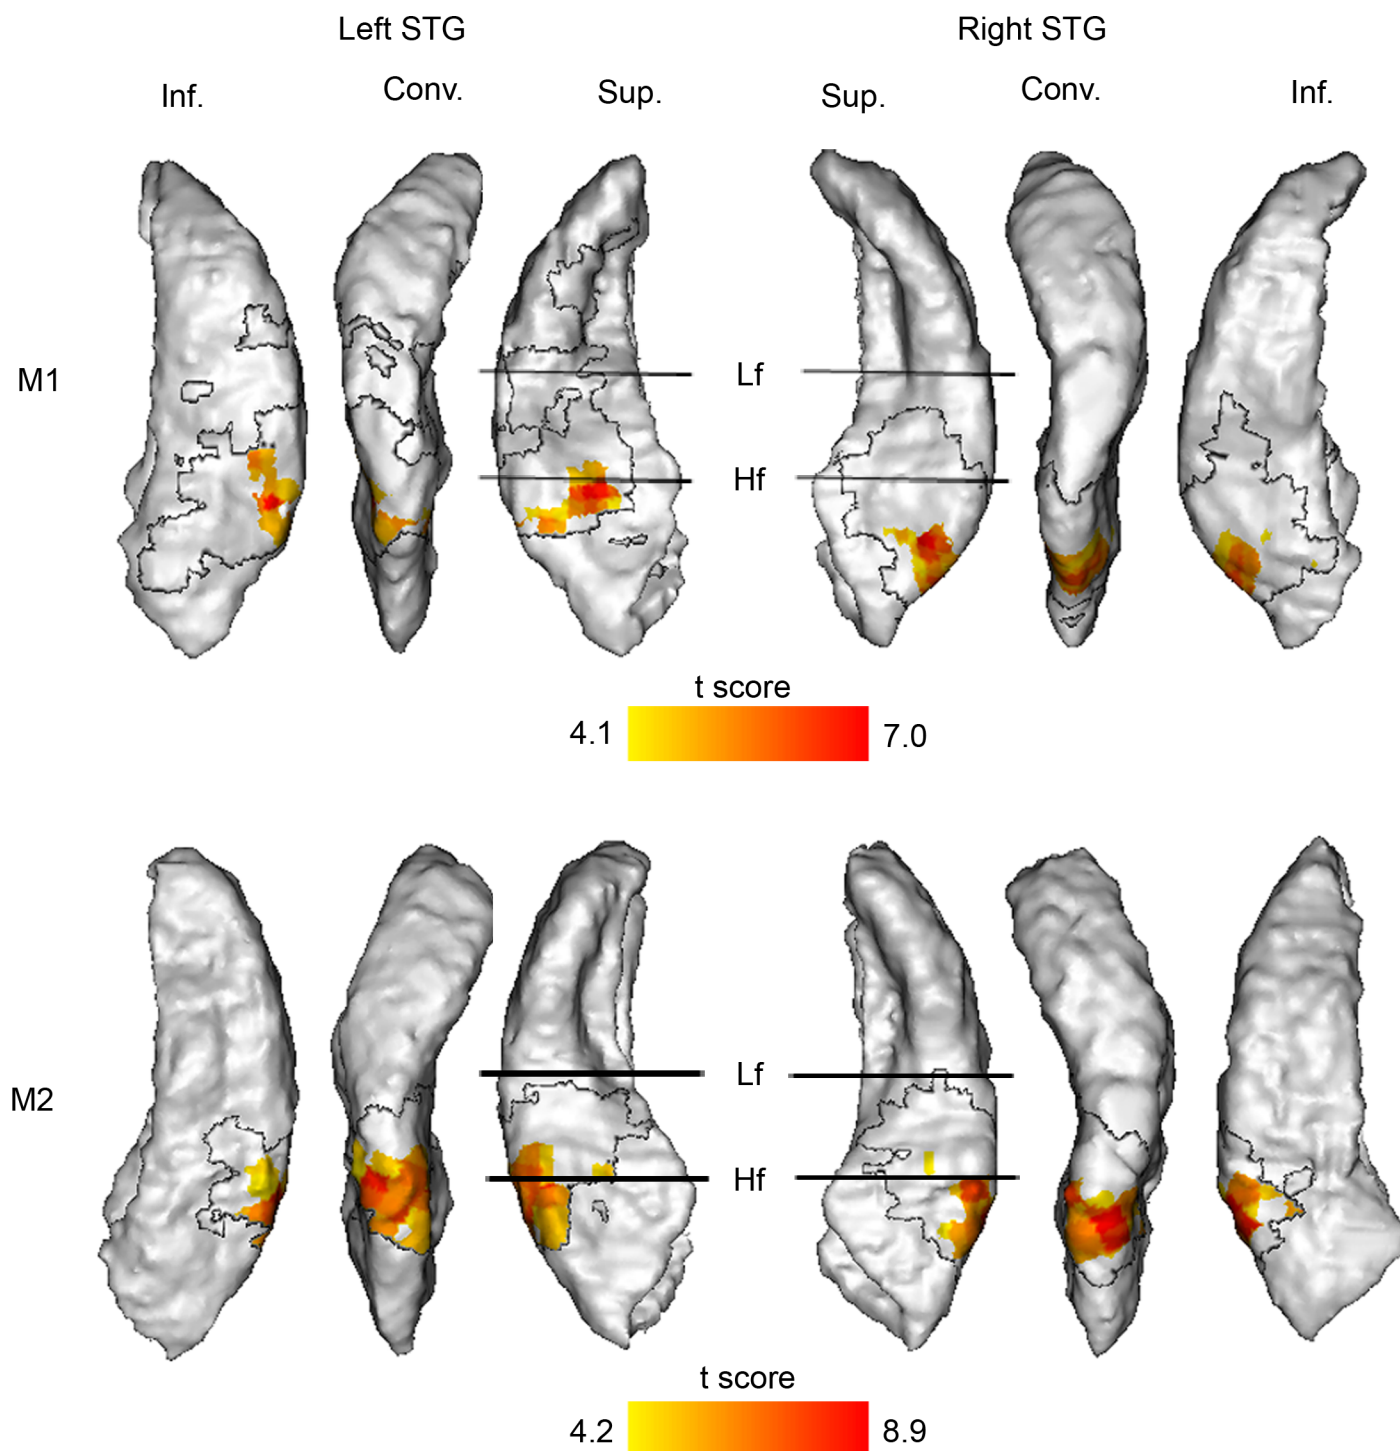 Left STG Right STG
Inf. Conv. Sup. Sup. Conv. Inf.
M1
Lf
Hf
t score
4.1 7.0
M2
Lf
Hf
t score
4.2 8.9